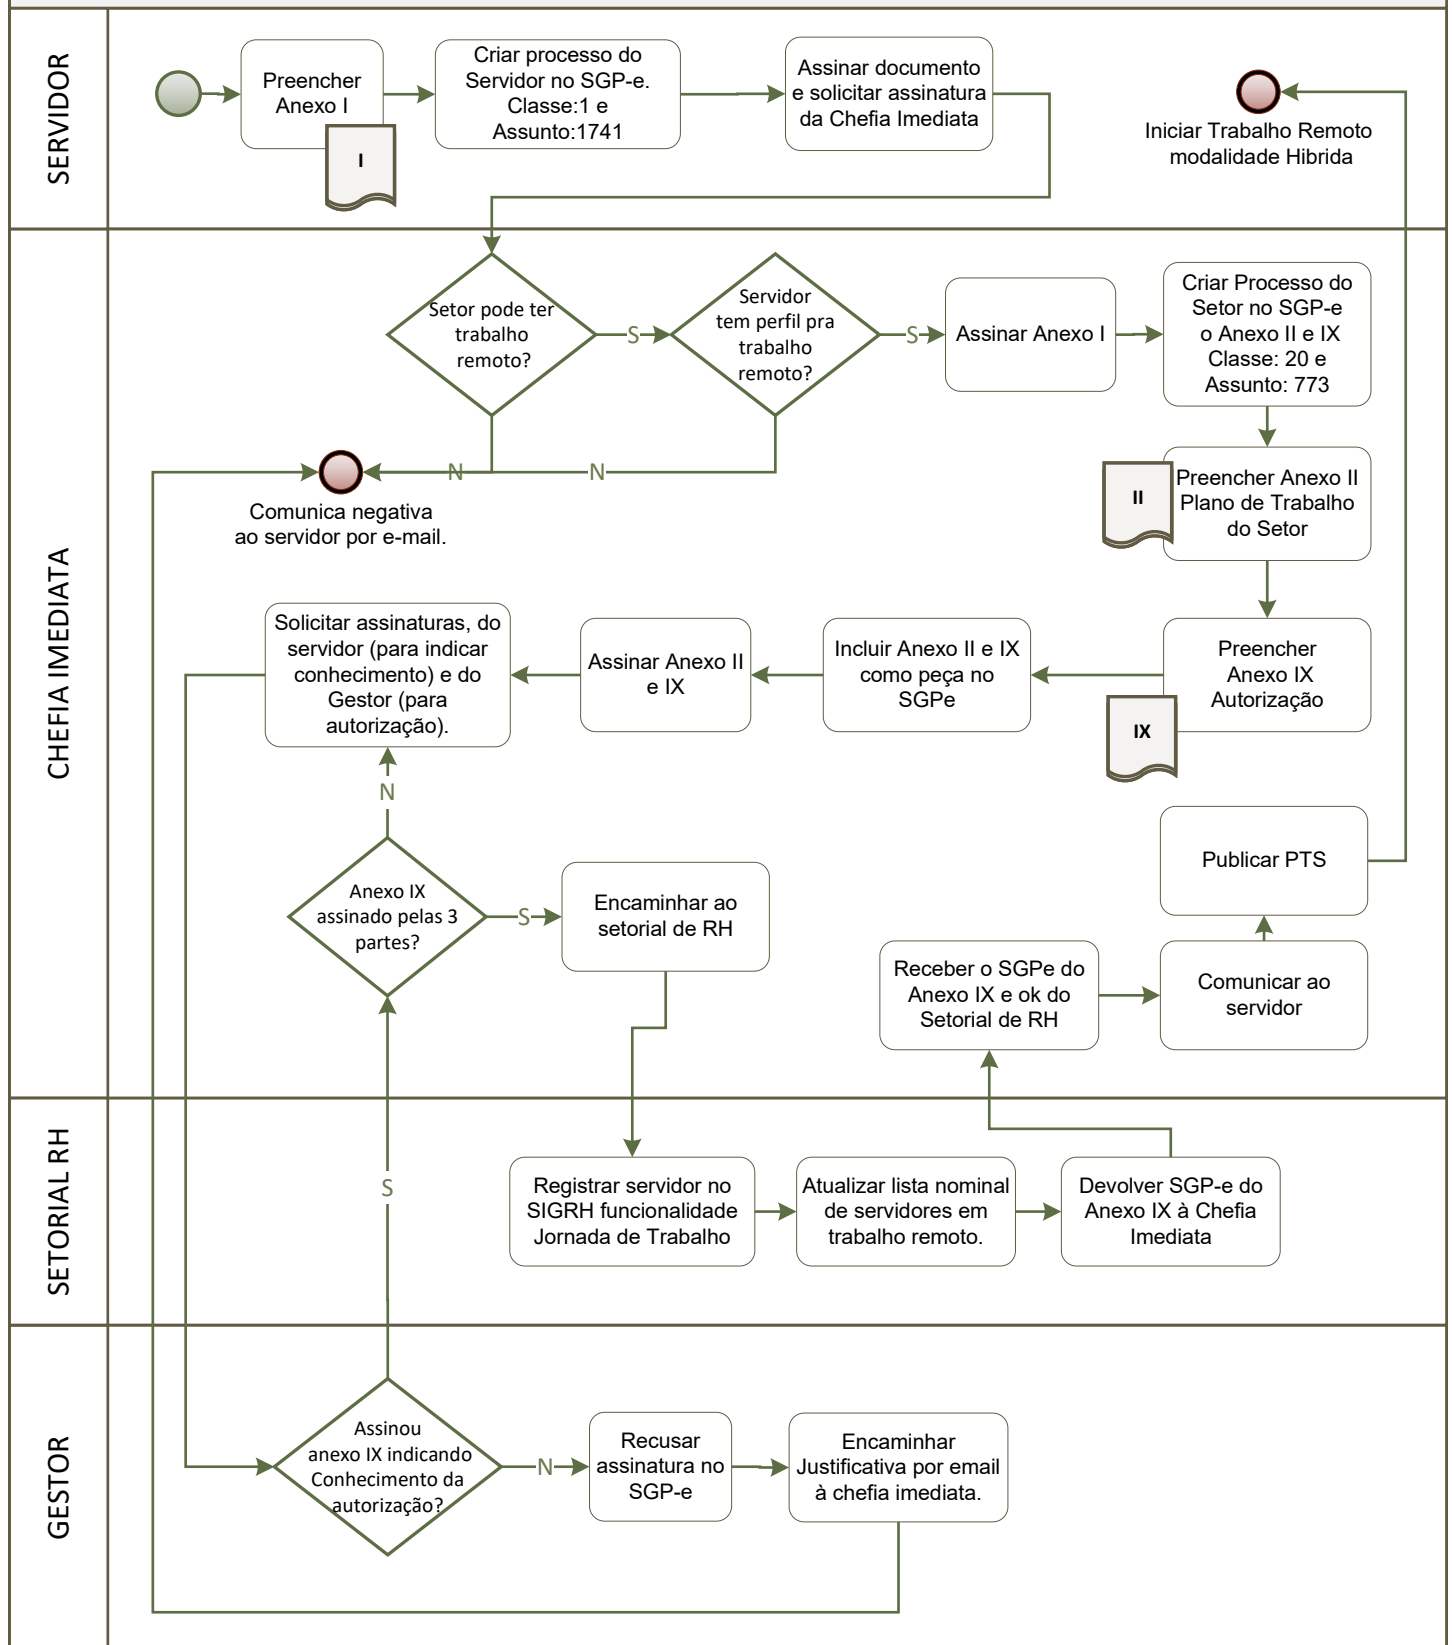 SERVIDOR
Preencher
Anexo I
I
Criar processo do
Servidor no SGP-e.
Classe:1 e
Assunto:1741
Assinar documento
e solicitar assinatura
da Chefia Imediata
Iniciar Trabalho Remoto
modalidade Hibrida
CHEFIA IMEDIATA
Setor pode ter
trabalho
remoto?
S
Servidor
tem perfil pra
trabalho
remoto?
S
Assinar Anexo I
Criar Processo do
Setor no SGP-e
o Anexo II e IX
Classe: 20 e
Assunto: 773
N
N
Comunica negativa
ao servidor por e-mail.
II
Preencher Anexo II
Plano de Trabalho
do Setor
Solicitar assinaturas, do
servidor (para indicar
conhecimento) e do
Gestor (para
autorização).
Assinar Anexo II
e IX
Incluir Anexo II e IX
como peça no
SGPe
Preencher
Anexo IX
Autorização
IX
N
Anexo IX
assinado pelas 3
partes?
S
Encaminhar ao
setorial de RH
Publicar PTS
Receber o SGPe do
Anexo IX e ok do
Setorial de RH
Comunicar ao
servidor
SETORIAL RH
S
Registrar servidor no
SIGRH funcionalidade
Jornada de Trabalho
Atualizar lista nominal
de servidores em
trabalho remoto.
Devolver SGP-e do
Anexo IX à Chefia
Imediata
GESTOR
Assinou
anexo IX indicando
Conhecimento da
autorização?
N
Recusar
assinatura no
SGP-e
Encaminhar
Justificativa por email
à chefia imediata.